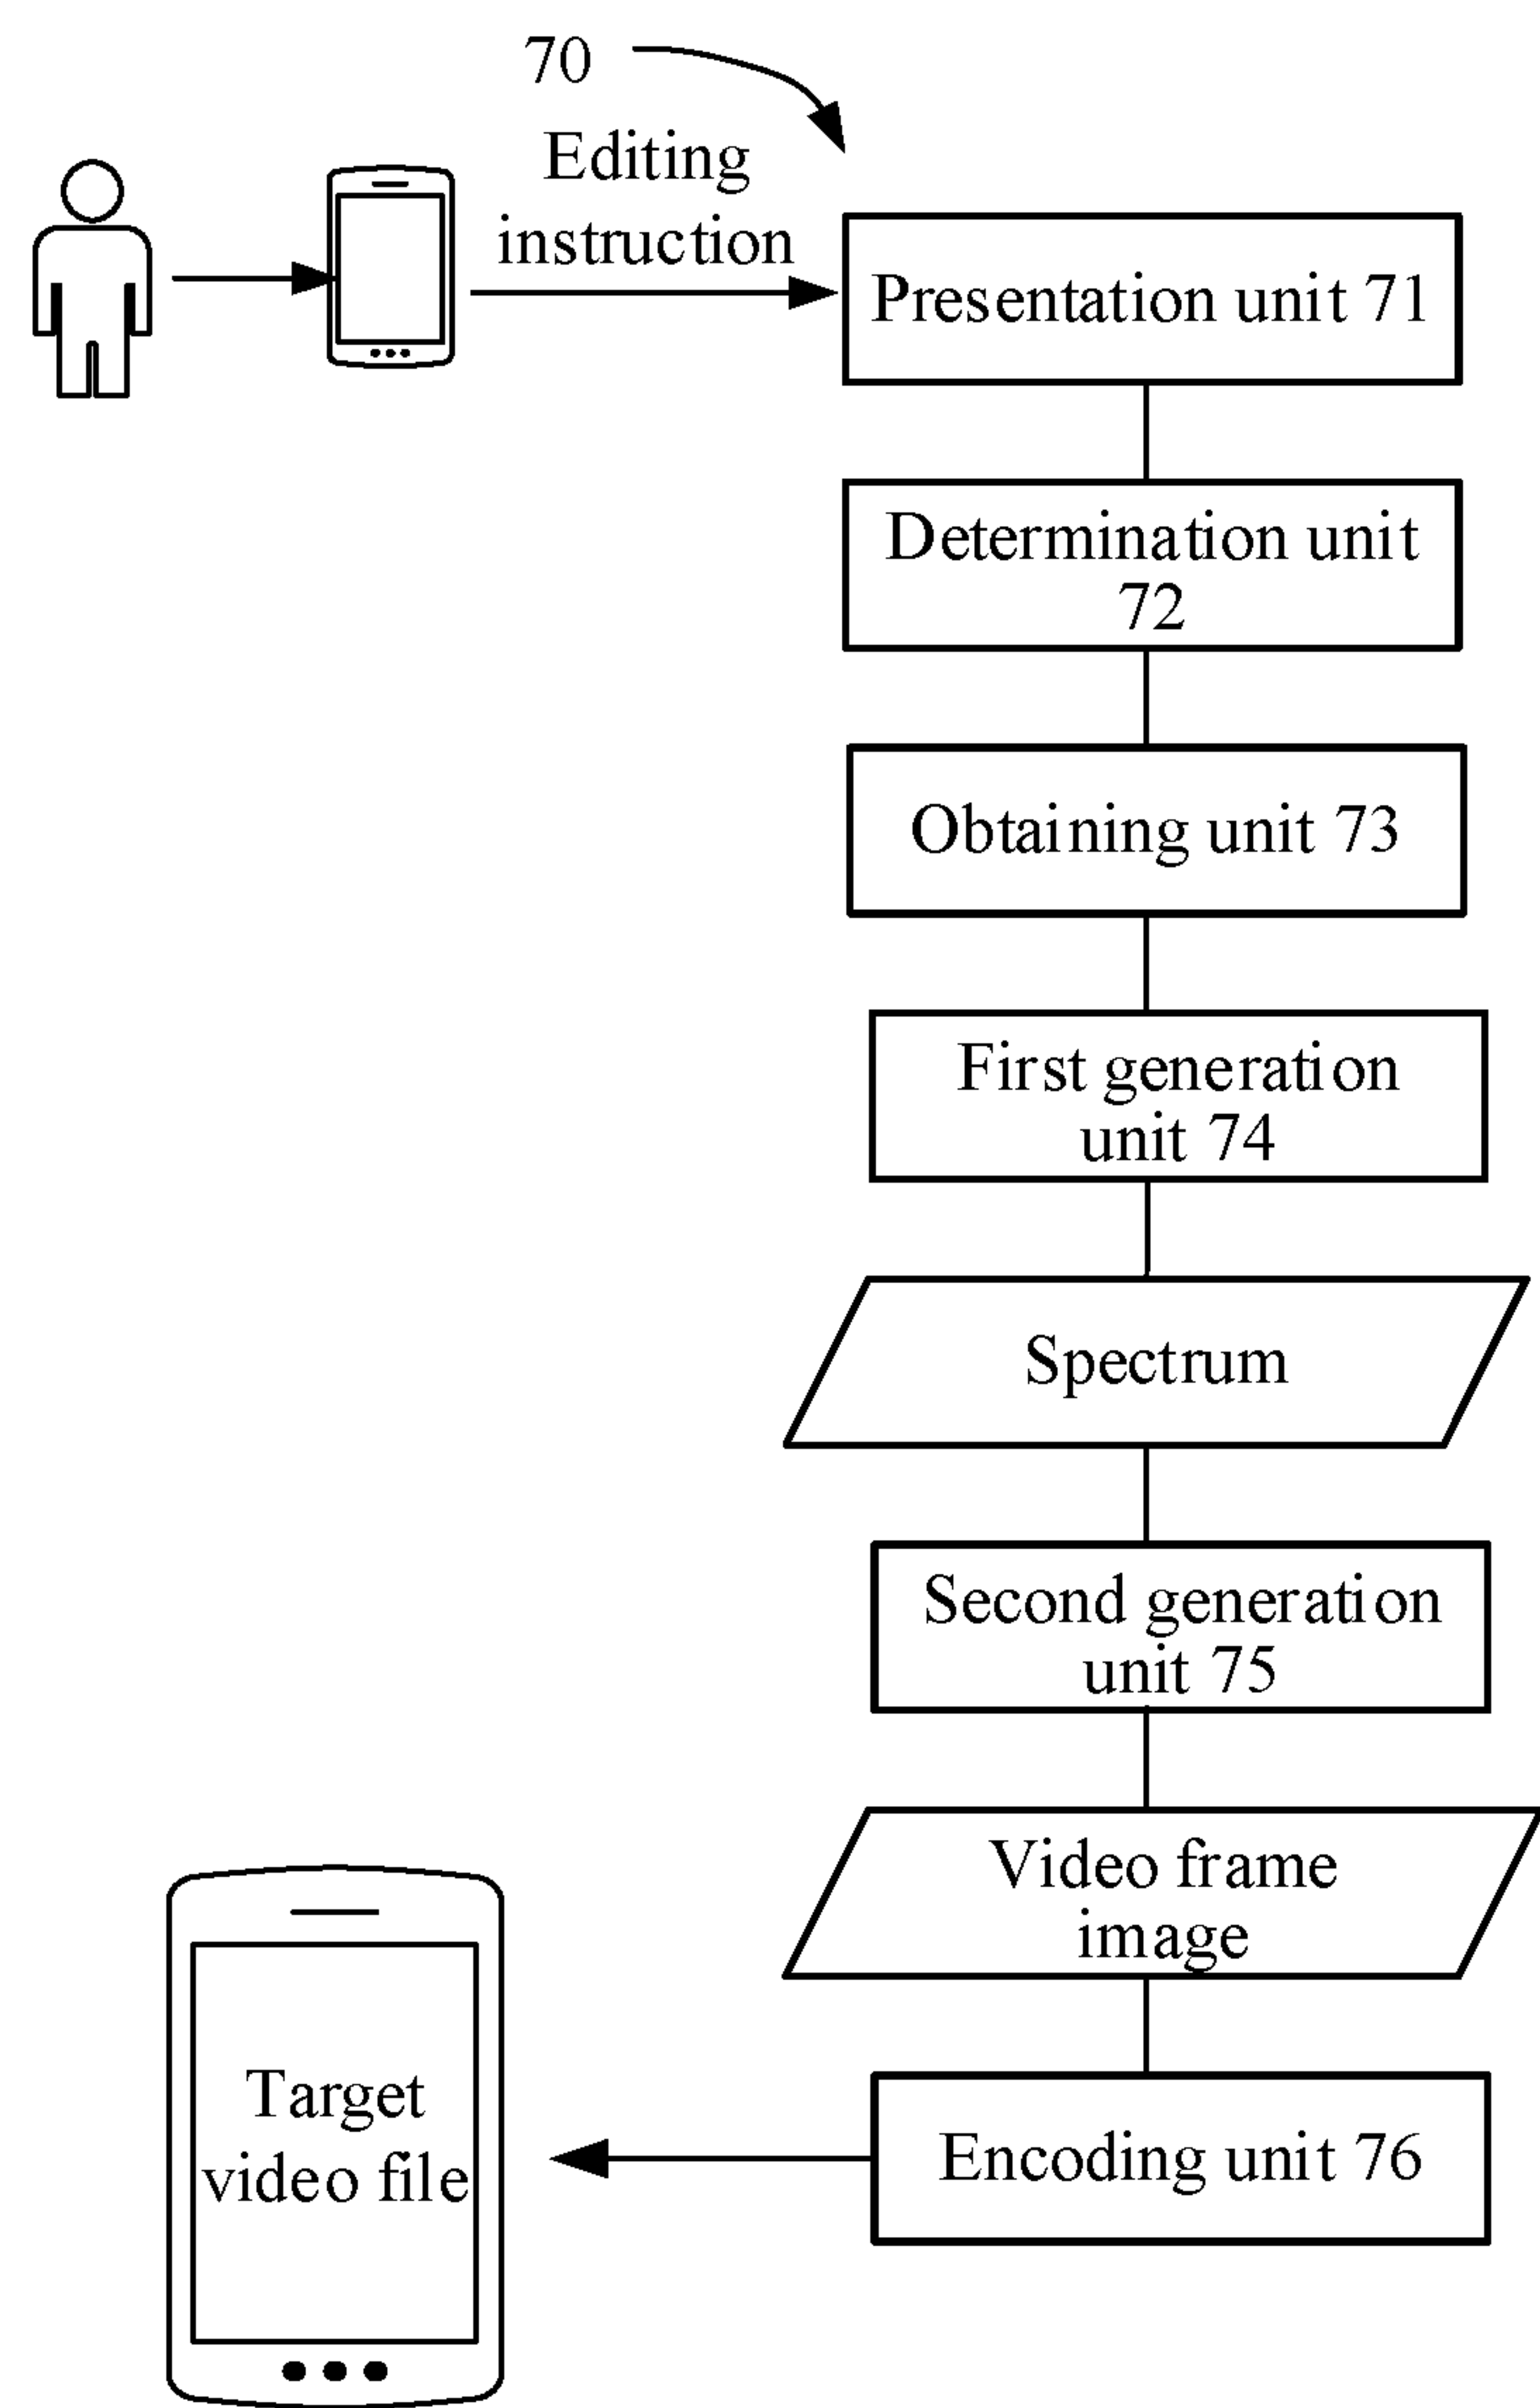 70
Editing
instruction
Presentation unit 71
Determination unit
72
Obtaining unit 73
First generation
unit 74
Spectrum
Second generation
unit 75
Video frame
image
Target
video file
Encoding unit 76